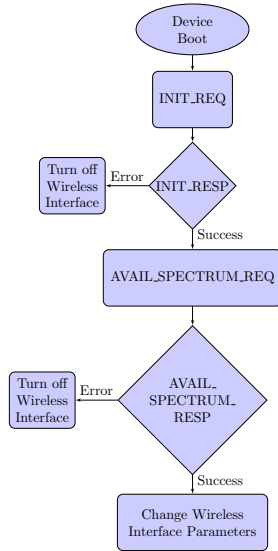 Device
Boot
INIT_REQ
INIT_RESP
Error
Turn off
Wireless
Interface
Success
AVAIL_SPECTRUM_REQ
AVAIL_
SPECTRUM_
RESP
Error
Turn off
Wireless
Interface
Success
Change Wireless
Interface Parameters